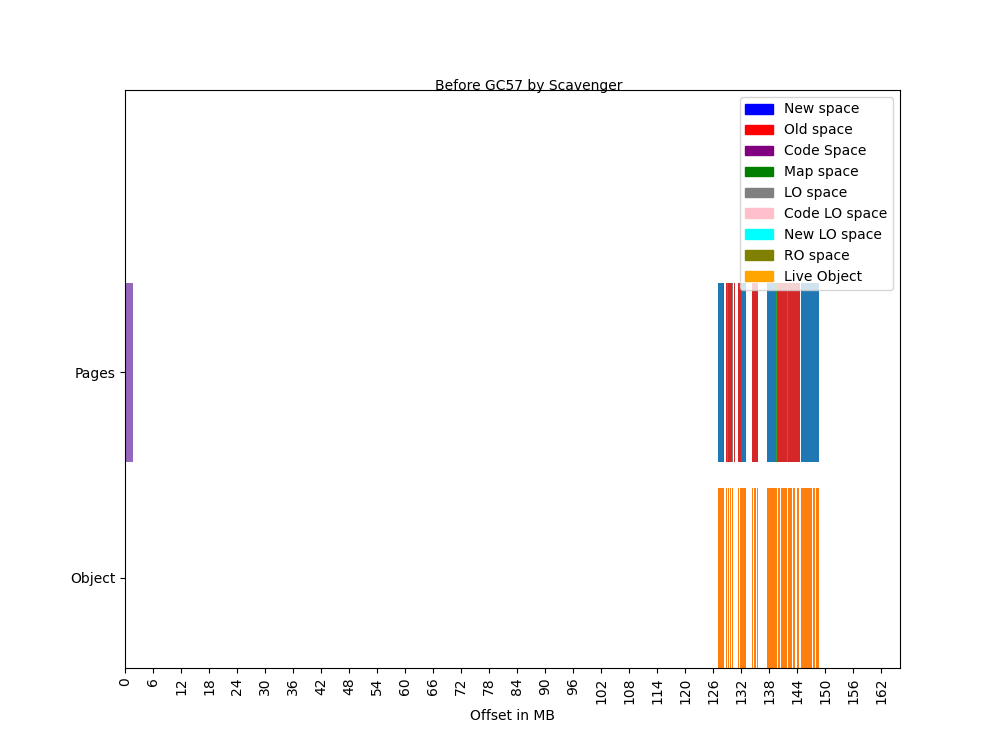 Before GC57 by Scavenger
New space
Old space
Code Space
Map space
LO space
Code LO space
New LO space
RO space
Live Object
Pages
Object
0 6 12 18 24 30 36 42 48 54 60 66 72 78 84 90 96 102 108 114 120 126 132 138 144 150 156 162
Offset in MB